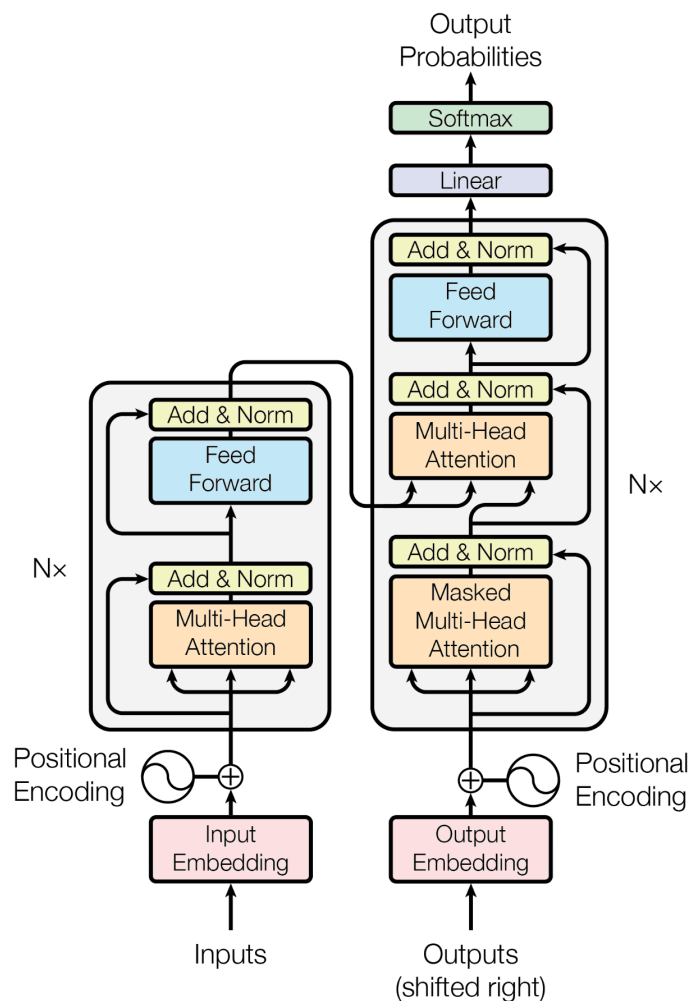 Output
Probabilities
Softmax
Linear
Add & Norm
Feed
Forward
Add & Norm
Multi-Head
Attention
Add & Norm
Masked
Multi-Head
Attention
N×
Add & Norm
Feed
Forward
Add & Norm
Multi-Head
Attention
N×
Positional
Encoding
Positional
Encoding
Input
Embedding
Output
Embedding
Inputs
Outputs
(shifted right)